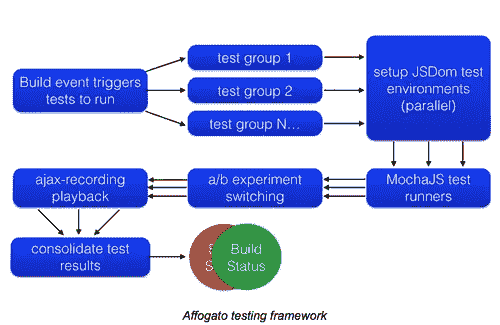 Build event triggers
tests to run
test group 1
test group 2
test group N...
setup JSDom test
environments
(parallel)
ajax-recording
playback
a/b experiment
switching
MochaJS test
runners
consolidate test
results
Build
Status
Affogato testing framework